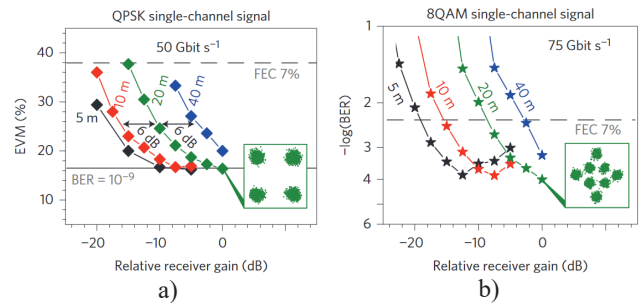 QPSK single-channel signal
50 Gbit s⁻¹
FEC 7%
5 m
10 m
20 m
40 m
6 dB
6 dB
BER = 10⁻⁹
EVM (%)
40
30
20
10
−20
−10
0
Relative receiver gain (dB)
a)
8QAM single-channel signal
75 Gbit s⁻¹
FEC 7%
5 m
10 m
20 m
40 m
−log(BER)
1
2
3
4
6
−20
−10
0
Relative receiver gain (dB)
b)